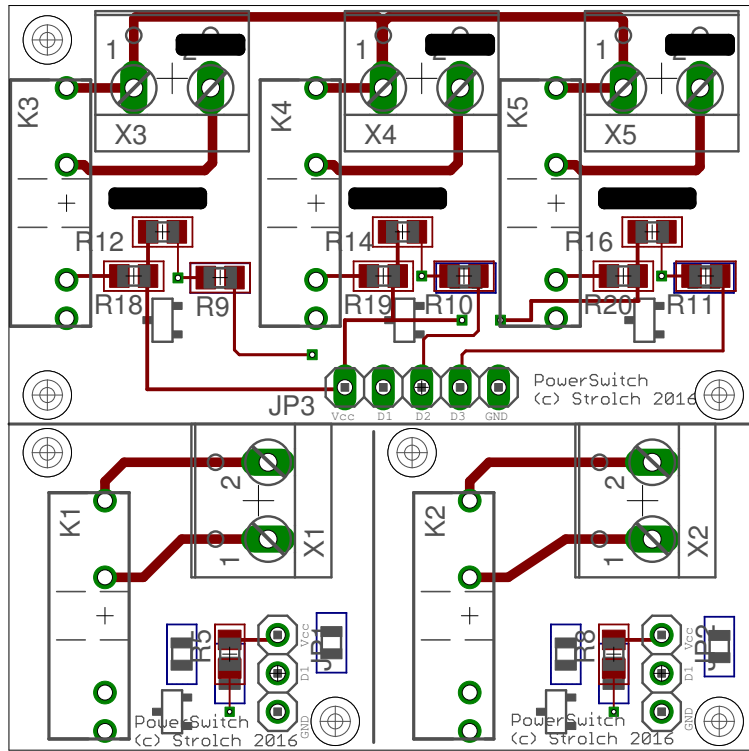 1
1
1
2
2
2
K3
K4
K5
X3
X4
X5
R12
R14
R16
R18
R9
R19
R10
R20
R11
PowerSwitch
(c) Strolch 2016
JP3
Vcc
D1
D2
D3
GND
K1
2
1
X1
K2
2
1
X2
R5
Vcc
D1
GND
JP1
R8
Vcc
D1
GND
JP2
PowerSwitch
(c) Strolch 2016
PowerSwitch
(c) Strolch 2016